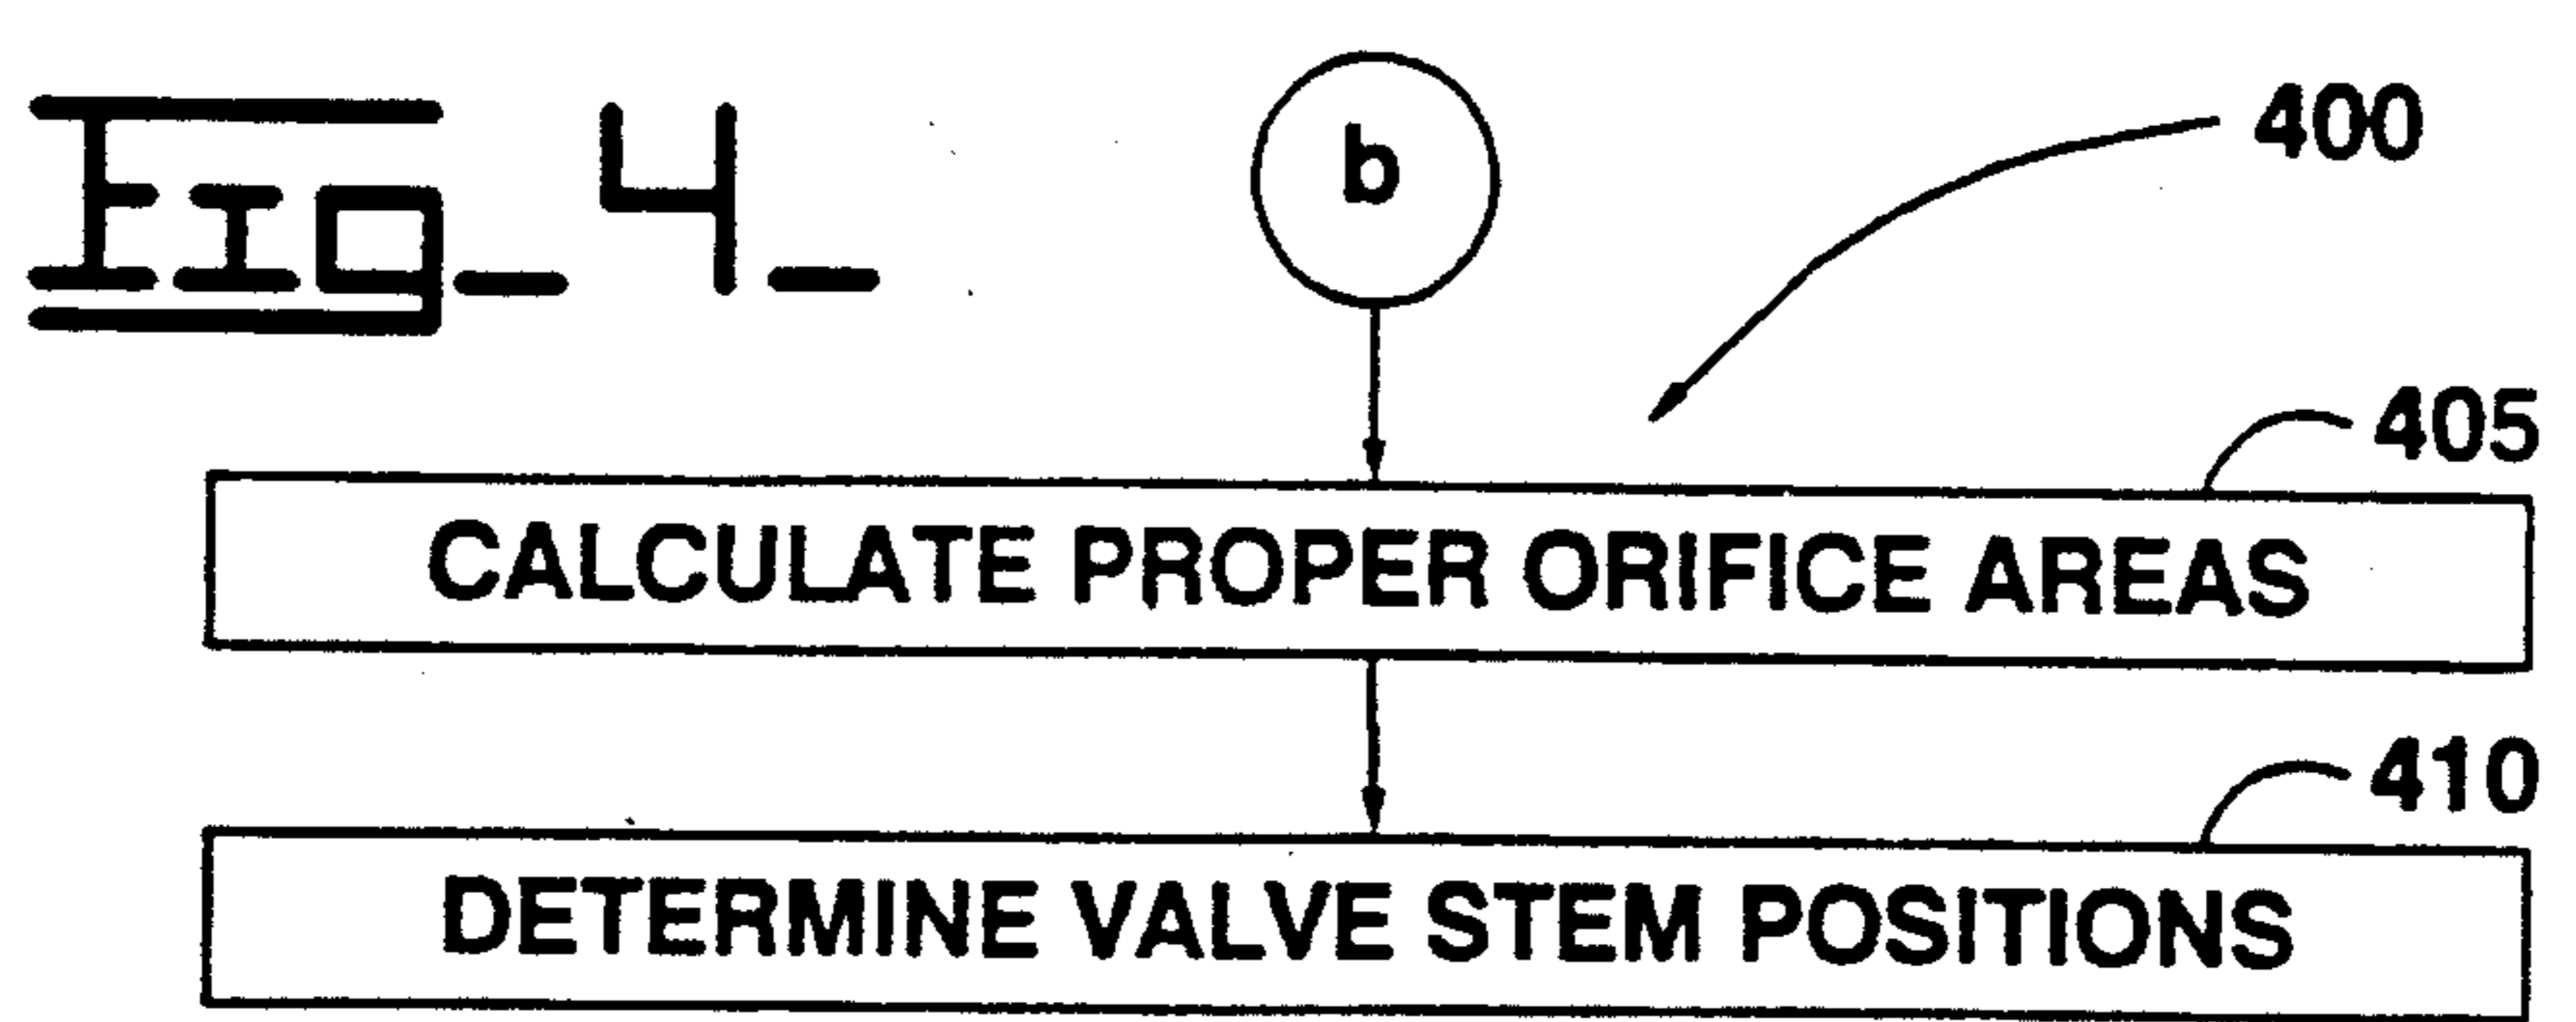 Fig_4_
b
400
405
CALCULATE PROPER ORIFICE AREAS
410
DETERMINE VALVE STEM POSITIONS